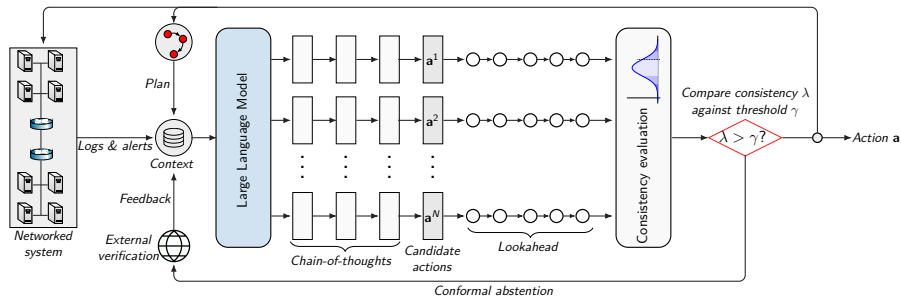 Plan
Logs & alerts
Context
Feedback
External
verification
Networked
system
Large Language Model
a¹
a²
a^N
Chain-of-thoughts
Candidate
actions
Lookahead
Consistency evaluation
Compare consistency λ
against threshold γ
λ > γ?
Action a
Conformal abstention